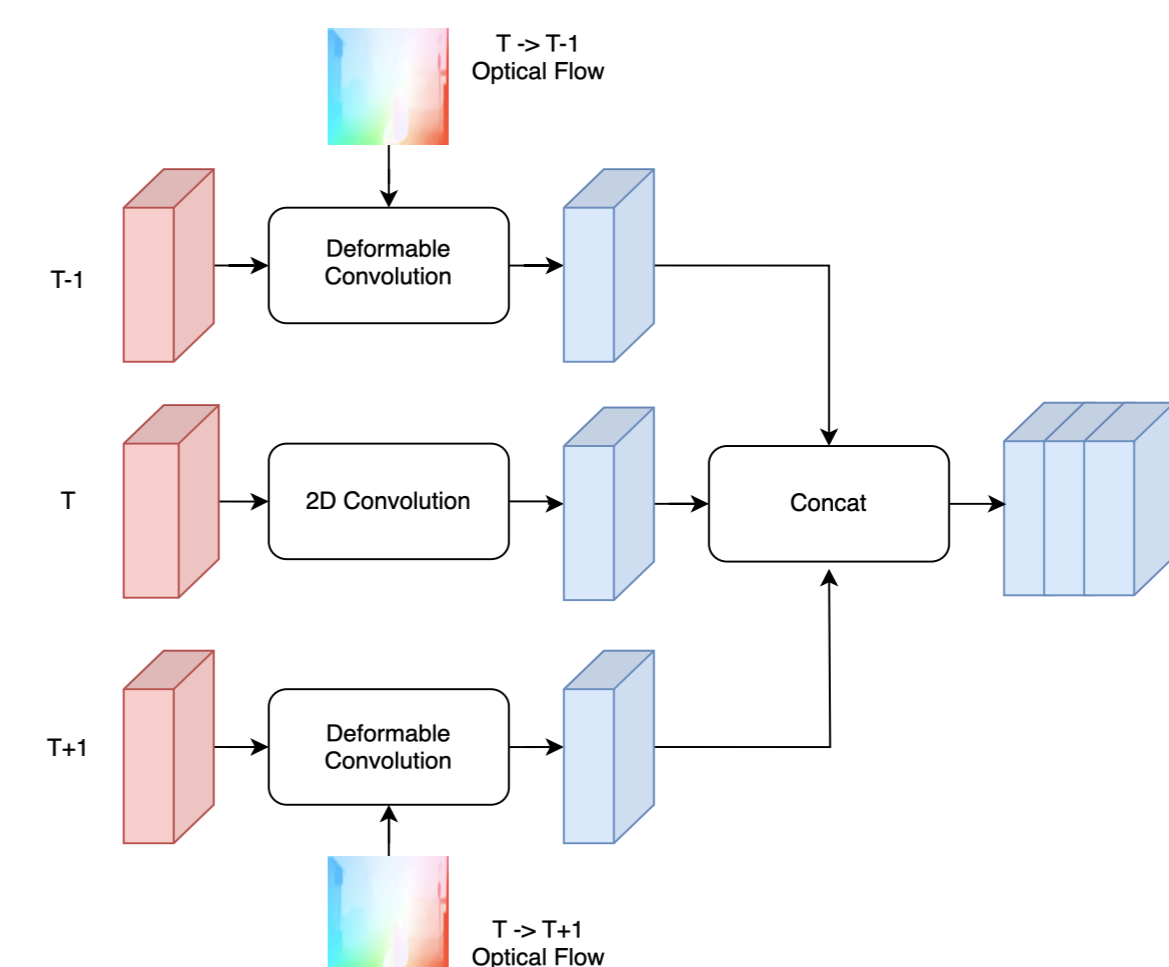 T -> T-1
Optical Flow
T-1
Deformable
Convolution
T
2D Convolution
Concat
T+1
Deformable
Convolution
T -> T+1
Optical Flow